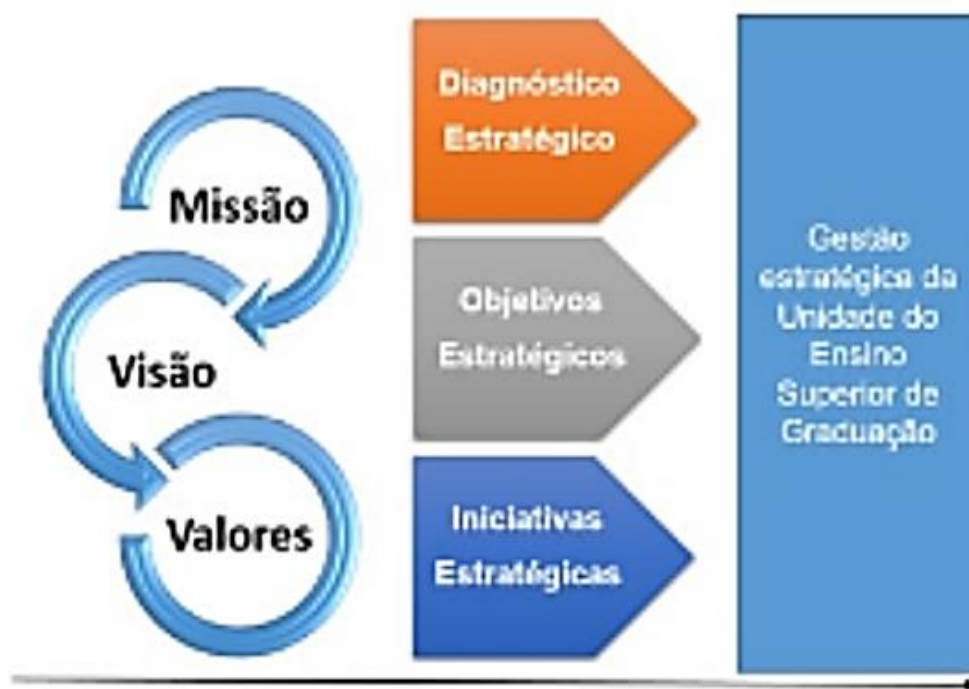 Missão
Visão
Valores
Diagnóstico
Estratégico
Objetivos
Estratégicos
Iniciativas
Estratégicas
Gestão
estratégica da
Unidade do
Ensino
Superior de
Graduação